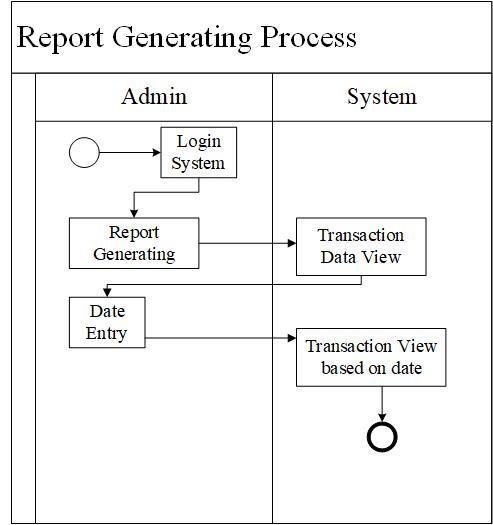 Report Generating Process
Admin
System
Login
System
Report
Generating
Transaction
Data View
Date
Entry
Transaction View
based on date